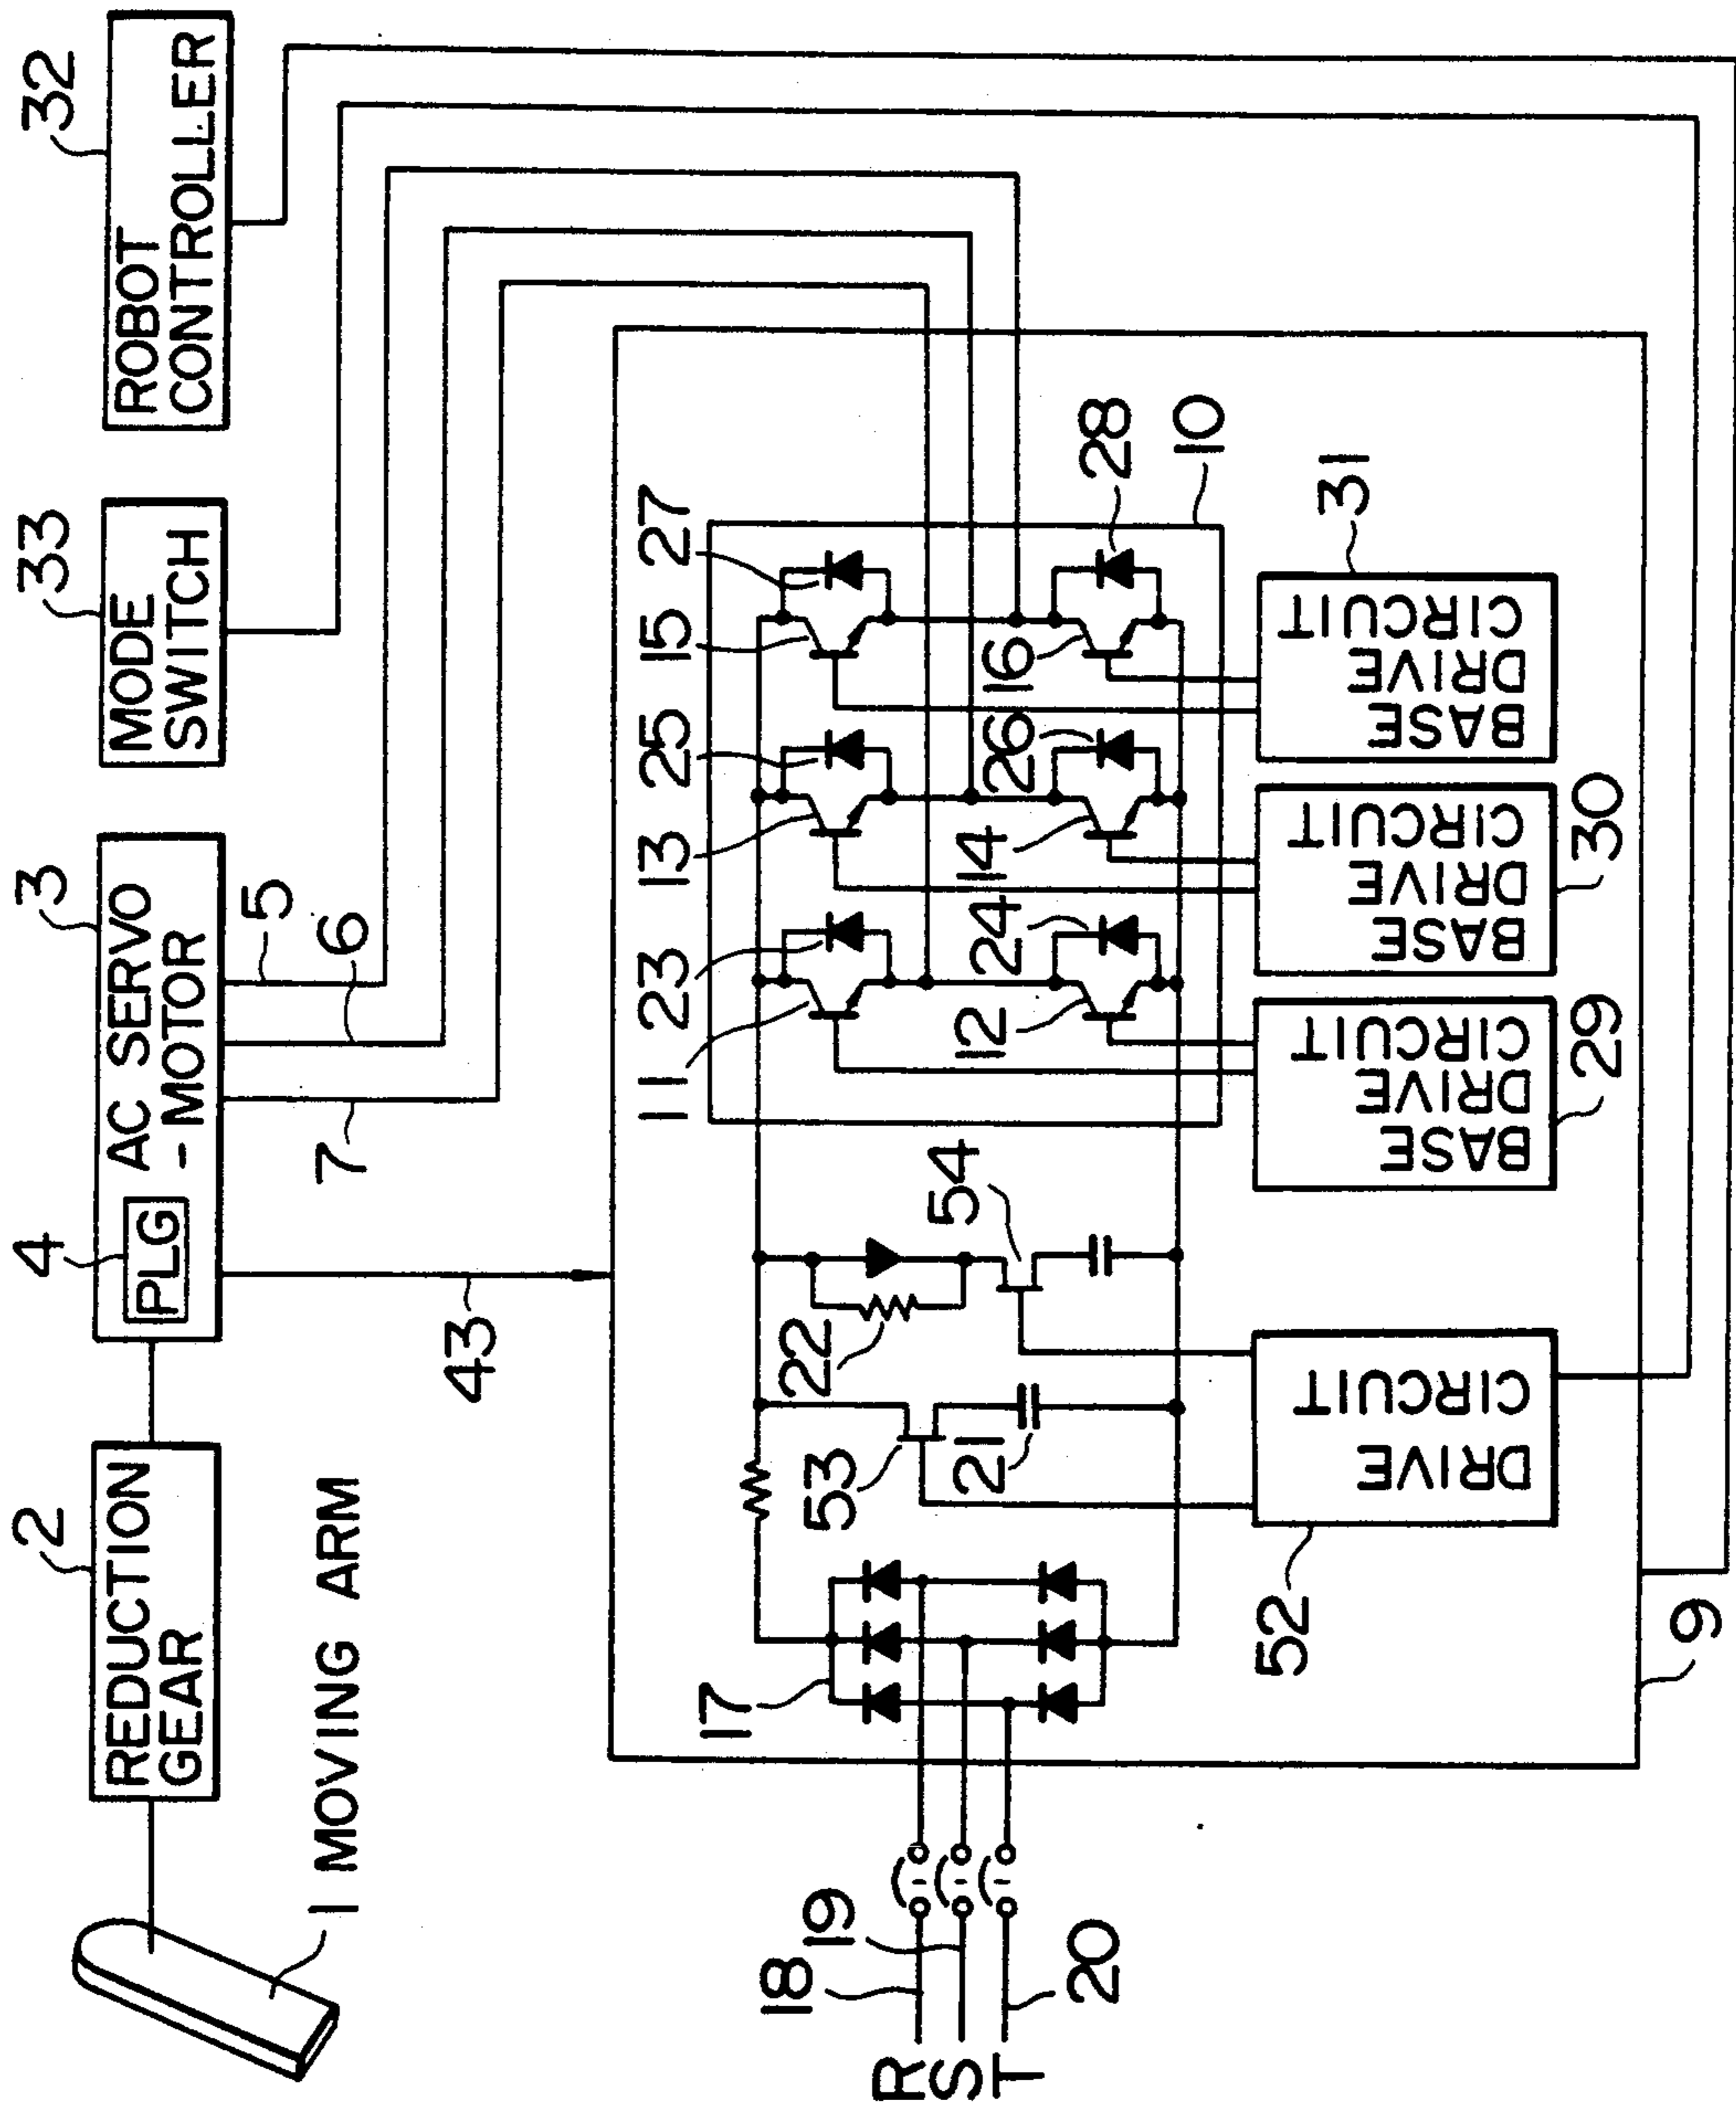 32
ROBOT
CONTROLLER
33
MODE
SWITCH
3
AC SERVO
-MOTOR
4
PLG
5
6
7
43
2
REDUCTION
GEAR
1 MOVING ARM
10
27
28
15
16
25
26
13
14
23
24
11
12
31
BASE
DRIVE
CIRCUIT
30
BASE
DRIVE
CIRCUIT
29
BASE
DRIVE
CIRCUIT
54
22
53
21
52
DRIVE
CIRCUIT
17
9
18
19
20
R
S
T